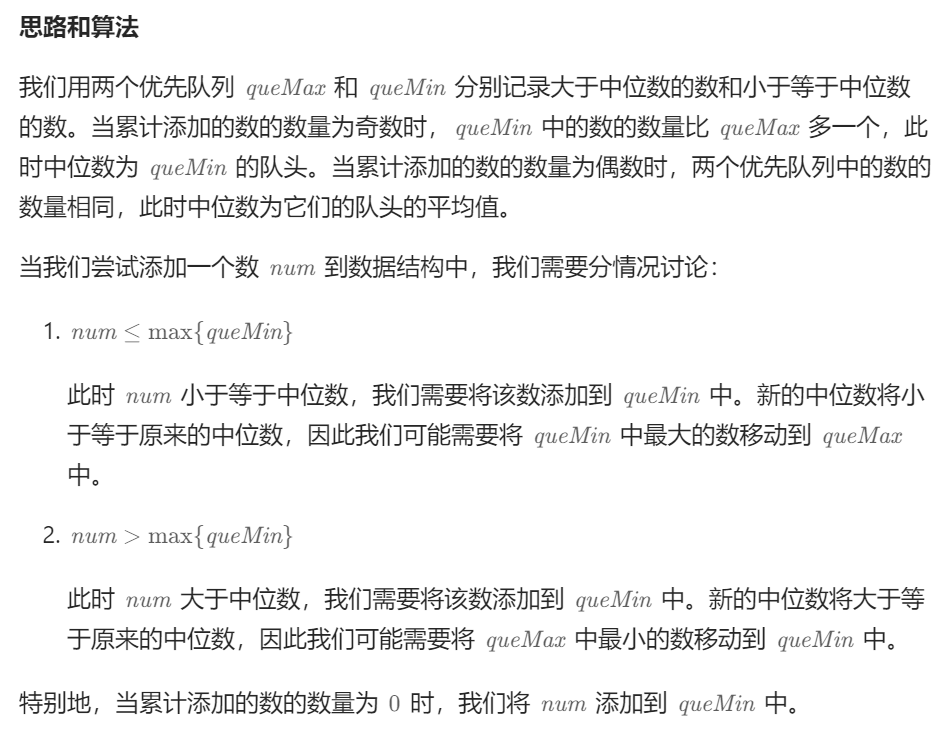 思路和算法
我们用两个优先队列 queMax 和 queMin 分别记录大于中位数的数和小于等于中位数
的数。当累计添加的数的数量为奇数时， queMin 中的数的数量比 queMax 多一个，此
时中位数为 queMin 的队头。当累计添加的数的数量为偶数时，两个优先队列中的数的
数量相同，此时中位数为它们的队头的平均值。
当我们尝试添加一个数 num 到数据结构中，我们需要分情况讨论：
1. num ≤ max{queMin}
此时 num 小于等于中位数，我们需要将该数添加到 queMin 中。新的中位数将小
于等于原来的中位数，因此我们可能需要将 queMin 中最大的数移动到 queMax
中。
2. num > max{queMin}
此时 num 大于中位数，我们需要将该数添加到 queMin 中。新的中位数将大于等
于原来的中位数，因此我们可能需要将 queMax 中最小的数移动到 queMin 中。
特别地，当累计添加的数的数量为 0 时，我们将 num 添加到 queMin 中。